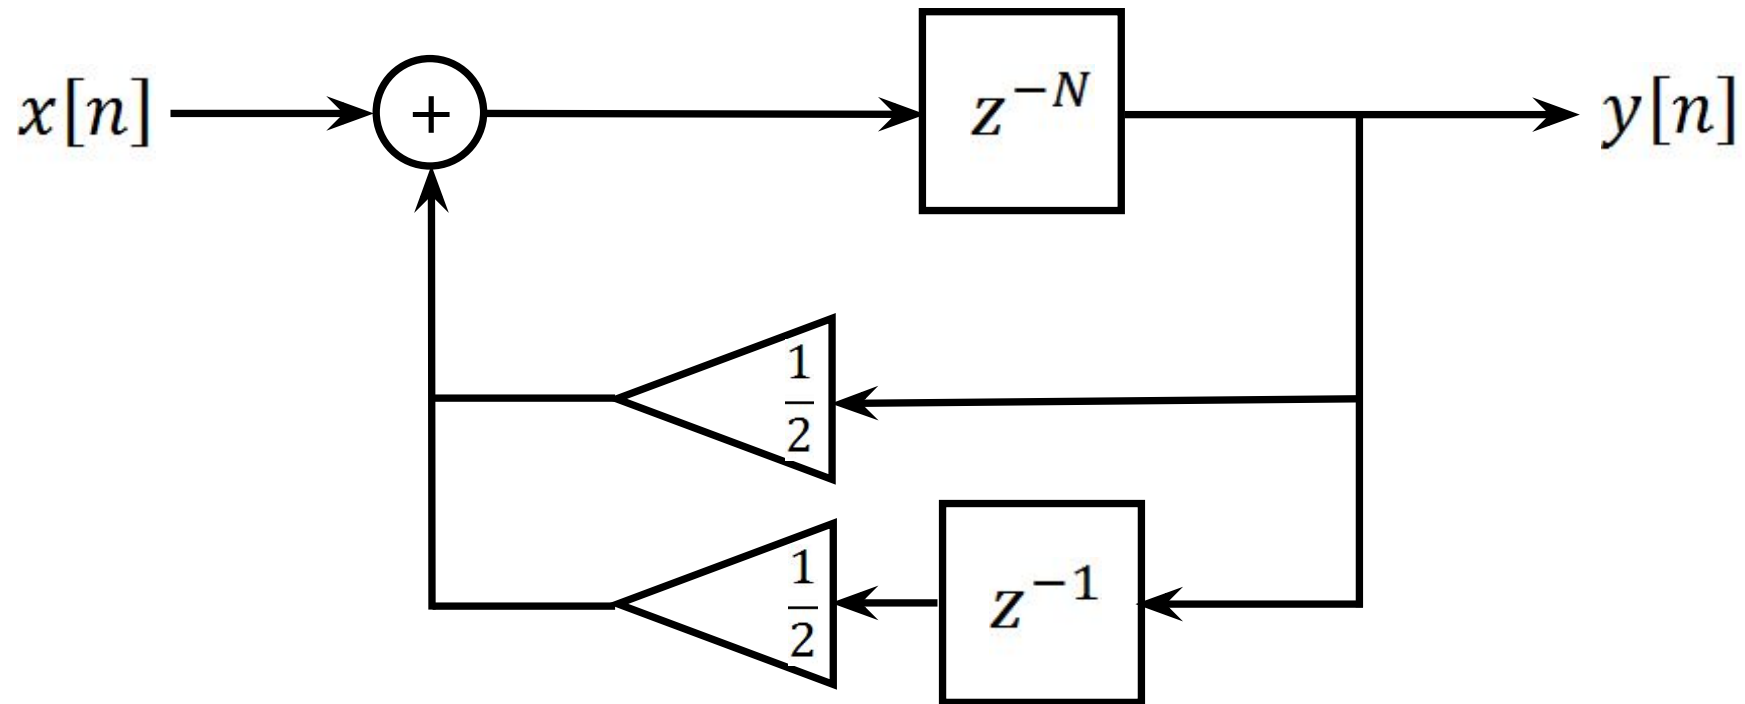 x[n]
+
z^{-N}
y[n]
1/2
1/2
z^{-1}